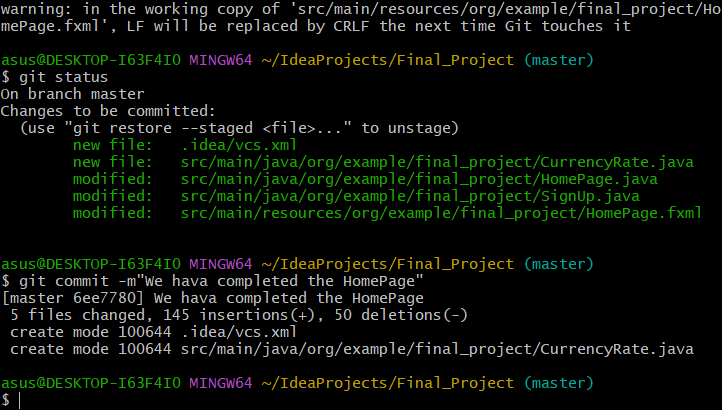 warning: in the working copy of 'src/main/resources/org/example/final_project/Ho
mePage.fxml', LF will be replaced by CRLF the next time Git touches it
asus@DESKTOP-I63F4IO MINGW64 ~/IdeaProjects/Final_Project (master)
$ git status
On branch master
Changes to be committed:
  (use "git restore --staged <file>..." to unstage)
        new file:   .idea/vcs.xml
        new file:   src/main/java/org/example/final_project/CurrencyRate.java
        modified:   src/main/java/org/example/final_project/HomePage.java
        modified:   src/main/java/org/example/final_project/SignUp.java
        modified:   src/main/resources/org/example/final_project/HomePage.fxml
asus@DESKTOP-I63F4IO MINGW64 ~/IdeaProjects/Final_Project (master)
$ git commit -m"We hava completed the HomePage"
[master 6ee7780] We hava completed the HomePage
 5 files changed, 145 insertions(+), 50 deletions(-)
 create mode 100644 .idea/vcs.xml
 create mode 100644 src/main/java/org/example/final_project/CurrencyRate.java
asus@DESKTOP-I63F4IO MINGW64 ~/IdeaProjects/Final_Project (master)
$